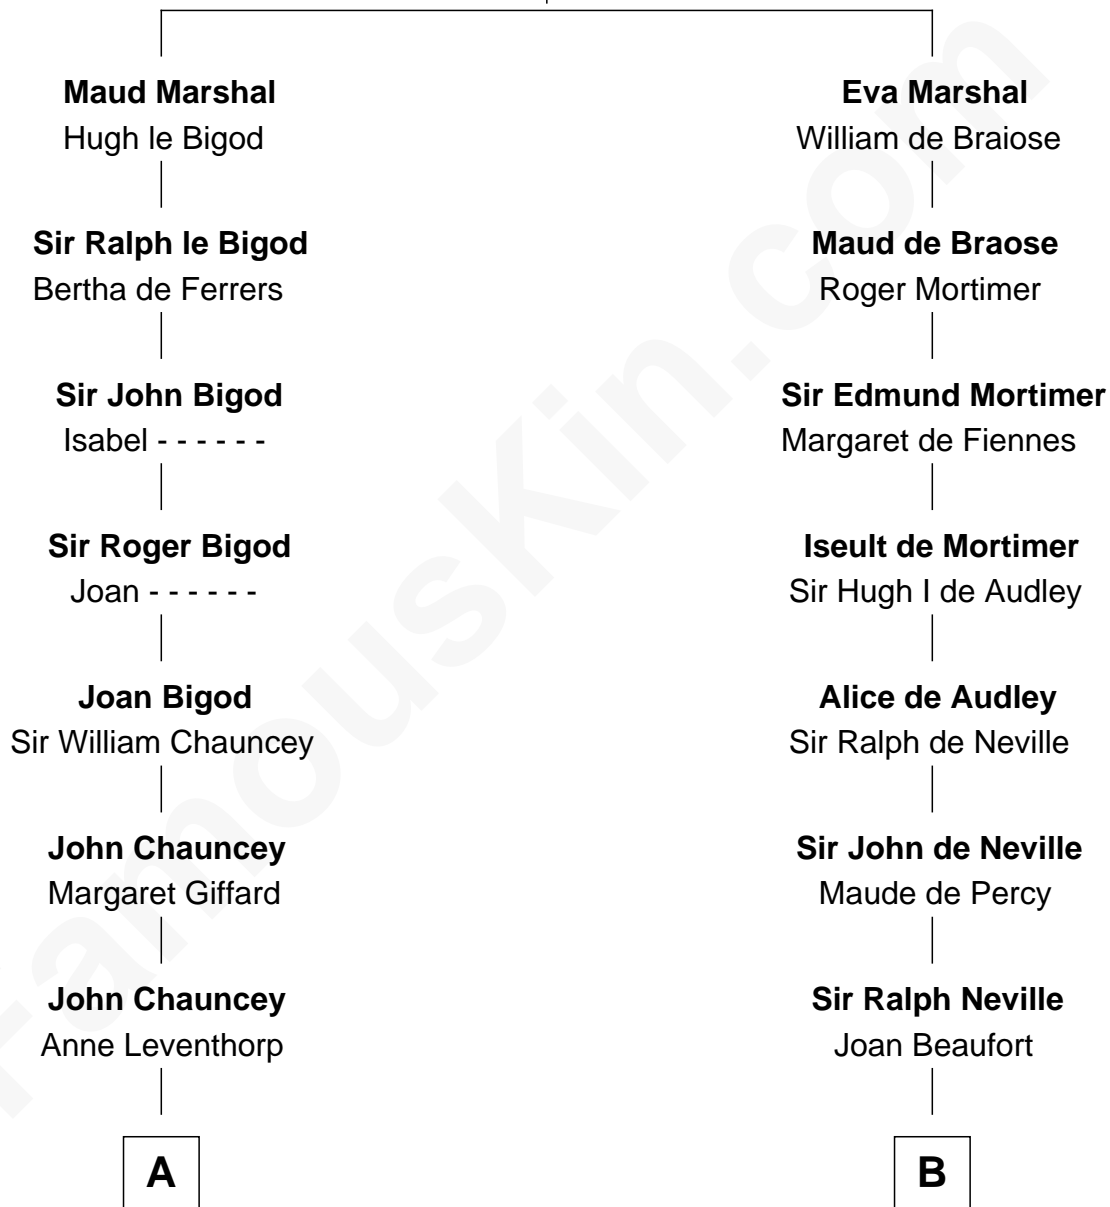 Maud Marshal
Hugh le Bigod
Eva Marshal
William de Braiose
Sir Ralph le Bigod
Bertha de Ferrers
Maud de Braose
Roger Mortimer
Sir John Bigod
Isabel - - - - - -
Sir Edmund Mortimer
Margaret de Fiennes
Sir Roger Bigod
Joan - - - - - -
Iseult de Mortimer
Sir Hugh I de Audley
Joan Bigod
Sir William Chauncey
Alice de Audley
Sir Ralph de Neville
John Chauncey
Margaret Giffard
Sir John de Neville
Maude de Percy
John Chauncey
Anne Leventhorp
Sir Ralph Neville
Joan Beaufort
A
B
FamousKin.com